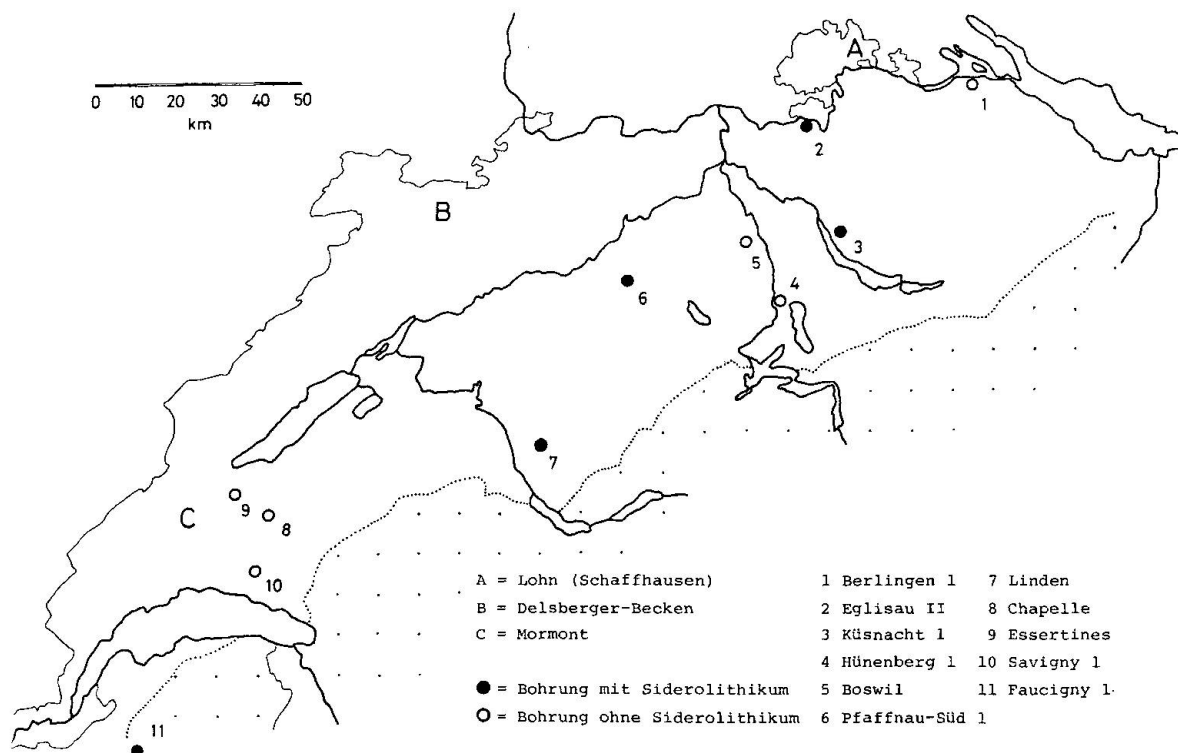 A
0 10 20 30 40 50
km
1
2
B
3
5
4
6
7
9
8
C
10
11
A = Lohn (Schaffhausen)
B = Delsberger-Becken
C = Mormont
● = Bohrung mit Siderolithikum
○ = Bohrung ohne Siderolithikum
1 Berlingen 1
2 Eglisau II
3 Küsnacht 1
4 Hünenberg 1
5 Boswil
6 Pfaffnau-Süd 1
7 Linden
8 Chapelle
9 Essertines
10 Savigny 1
11 Faucigny 1